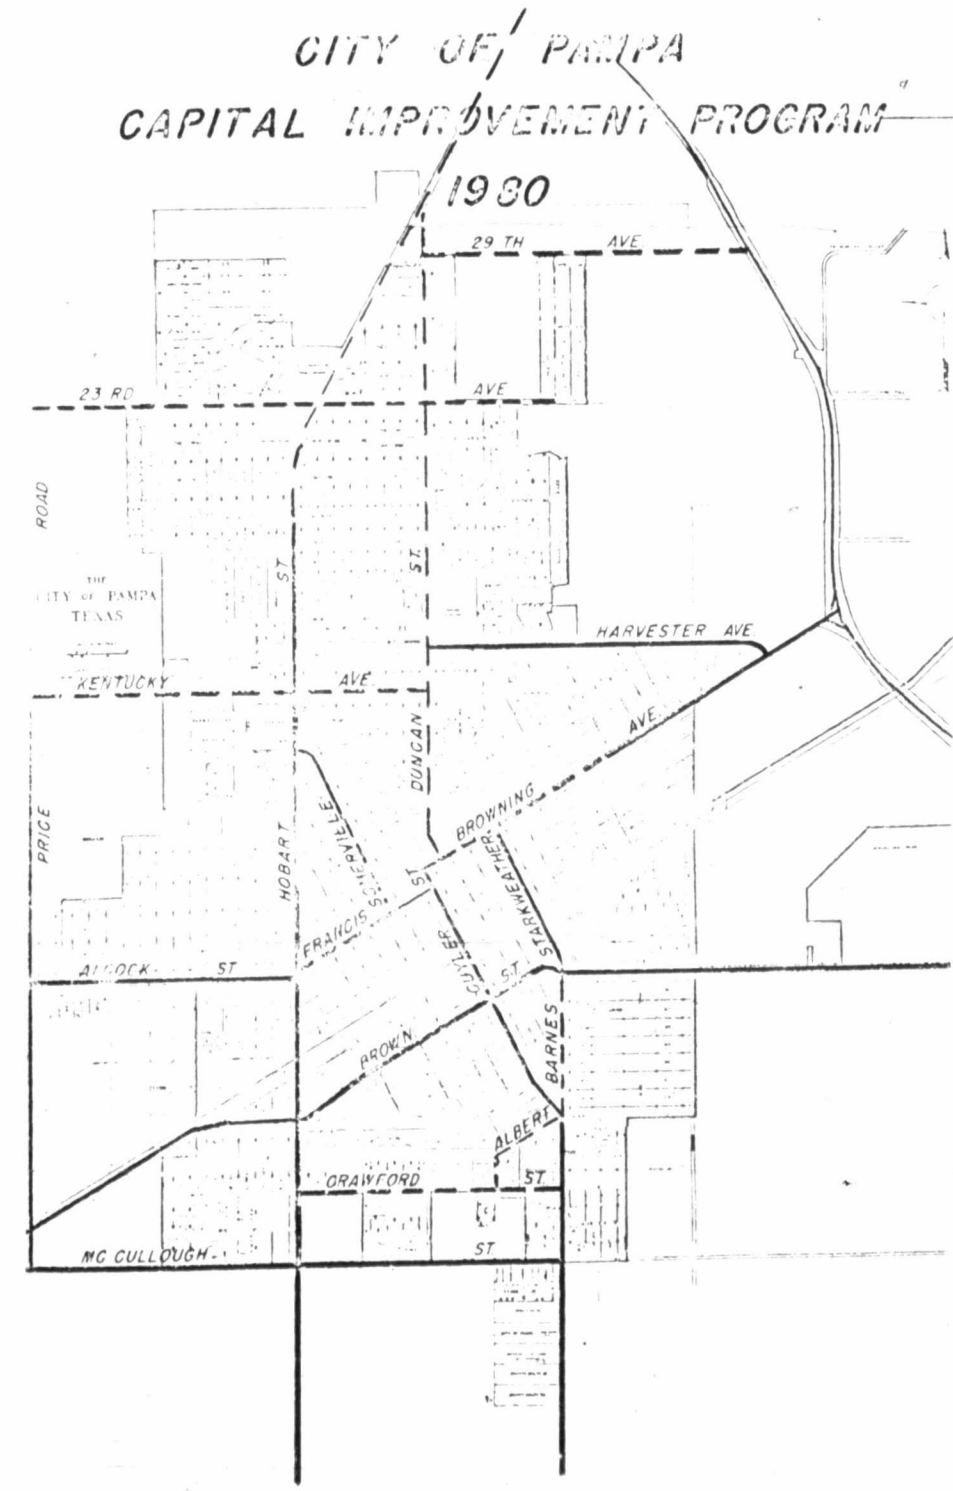 CITY OF PAMPA
CAPITAL IMPROVEMENT PROGRAM
1980
29 TH AVE.
23 RD AVE.
ROAD
ST.
ST.
THE
CITY OF PAMPA
TEXAS
HARVESTER AVE.
KENTUCKY AVE.
AVE.
DUNCAN
PRICE
HOBART
SOMERVILLE
BROWNING
STARKWEATHER
ST.
FRANCIS
CUYLER
ST.
ALCOCK ST
BARNES
BROWN
ALBERT
CRAWFORD ST.
MC CULLOUGH ST.